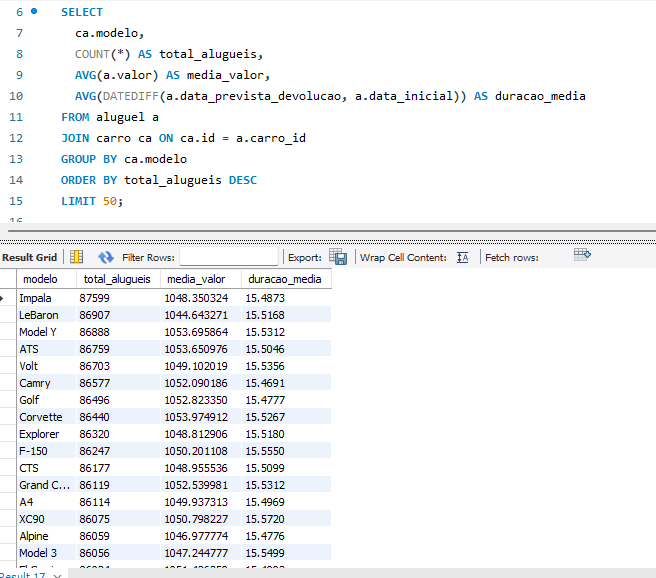 6 SELECT
7 ca.modelo,
8 COUNT(*) AS total_alugueis,
9 AVG(a.valor) AS media_valor,
10 AVG(DATEDIFF(a.data_prevista_devolucao, a.data_inicial)) AS duracao_media
11 FROM aluguel a
12 JOIN carro ca ON ca.id = a.carro_id
13 GROUP BY ca.modelo
14 ORDER BY total_alugueis DESC
15 LIMIT 50;
Result Grid Filter Rows: Export: Wrap Cell Content: IA Fetch rows:
modelo total_alugueis media_valor duracao_media
Impala 87599 1048.350324 15.4873
LeBaron 86907 1044.643271 15.5168
Model Y 86888 1053.695864 15.5312
ATS 86759 1053.650976 15.5046
Volt 86703 1049.102019 15.5356
Camry 86577 1052.090186 15.4691
Golf 86496 1052.823350 15.4777
Corvette 86440 1053.974912 15.5267
Explorer 86320 1048.812906 15.5180
F-150 86247 1050.201108 15.5550
CTS 86177 1048.955536 15.5099
Grand C... 86119 1052.539981 15.5312
A4 86114 1049.937313 15.4969
XC90 86075 1050.798227 15.5720
Alpine 86059 1046.977774 15.4776
Model 3 86056 1047.244777 15.5499
Result 17